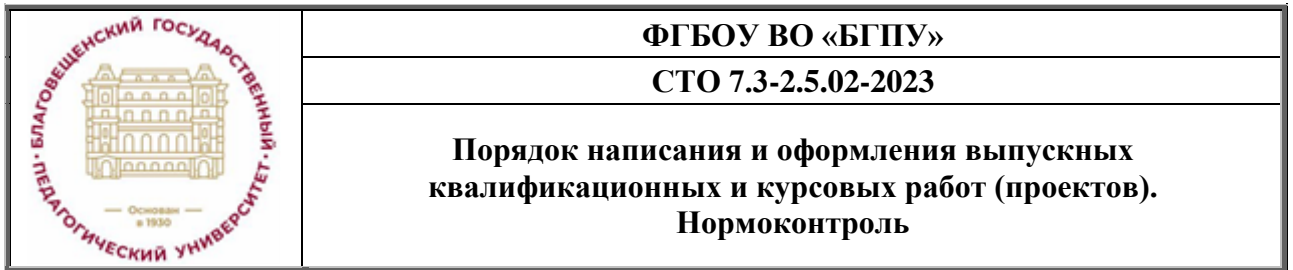 БЛАГОВЕЩЕНСКИЙ ГОСУДАРСТВЕННЫЙ
ПЕДАГОГИЧЕСКИЙ УНИВЕРСИТЕТ
Основан
в 1930
ФГБОУ ВО «БГПУ»
СТО 7.3-2.5.02-2023
Порядок написания и оформления выпускных
квалификационных и курсовых работ (проектов).
Нормоконтроль